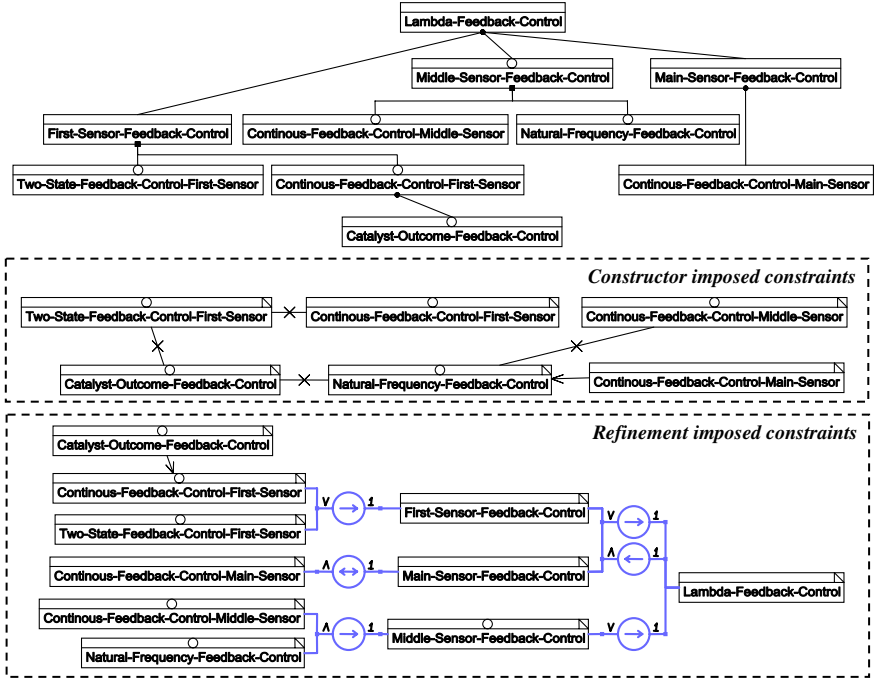 Lambda-Feedback-Control
Middle-Sensor-Feedback-Control
Main-Sensor-Feedback-Control
First-Sensor-Feedback-Control
Continous-Feedback-Control-Middle-Sensor
Natural-Frequency-Feedback-Control
Two-State-Feedback-Control-First-Sensor
Continous-Feedback-Control-First-Sensor
Continous-Feedback-Control-Main-Sensor
Catalyst-Outcome-Feedback-Control
Constructor imposed constraints
Two-State-Feedback-Control-First-Sensor
Continous-Feedback-Control-First-Sensor
Continous-Feedback-Control-Middle-Sensor
Catalyst-Outcome-Feedback-Control
Natural-Frequency-Feedback-Control
Continous-Feedback-Control-Main-Sensor
Refinement imposed constraints
Catalyst-Outcome-Feedback-Control
Continous-Feedback-Control-First-Sensor
V 1
First-Sensor-Feedback-Control
V 1
Two-State-Feedback-Control-First-Sensor
Continous-Feedback-Control-Main-Sensor
Λ 1
Main-Sensor-Feedback-Control
Λ 1
Lambda-Feedback-Control
Continous-Feedback-Control-Middle-Sensor
Λ 1
Middle-Sensor-Feedback-Control
V 1
Natural-Frequency-Feedback-Control